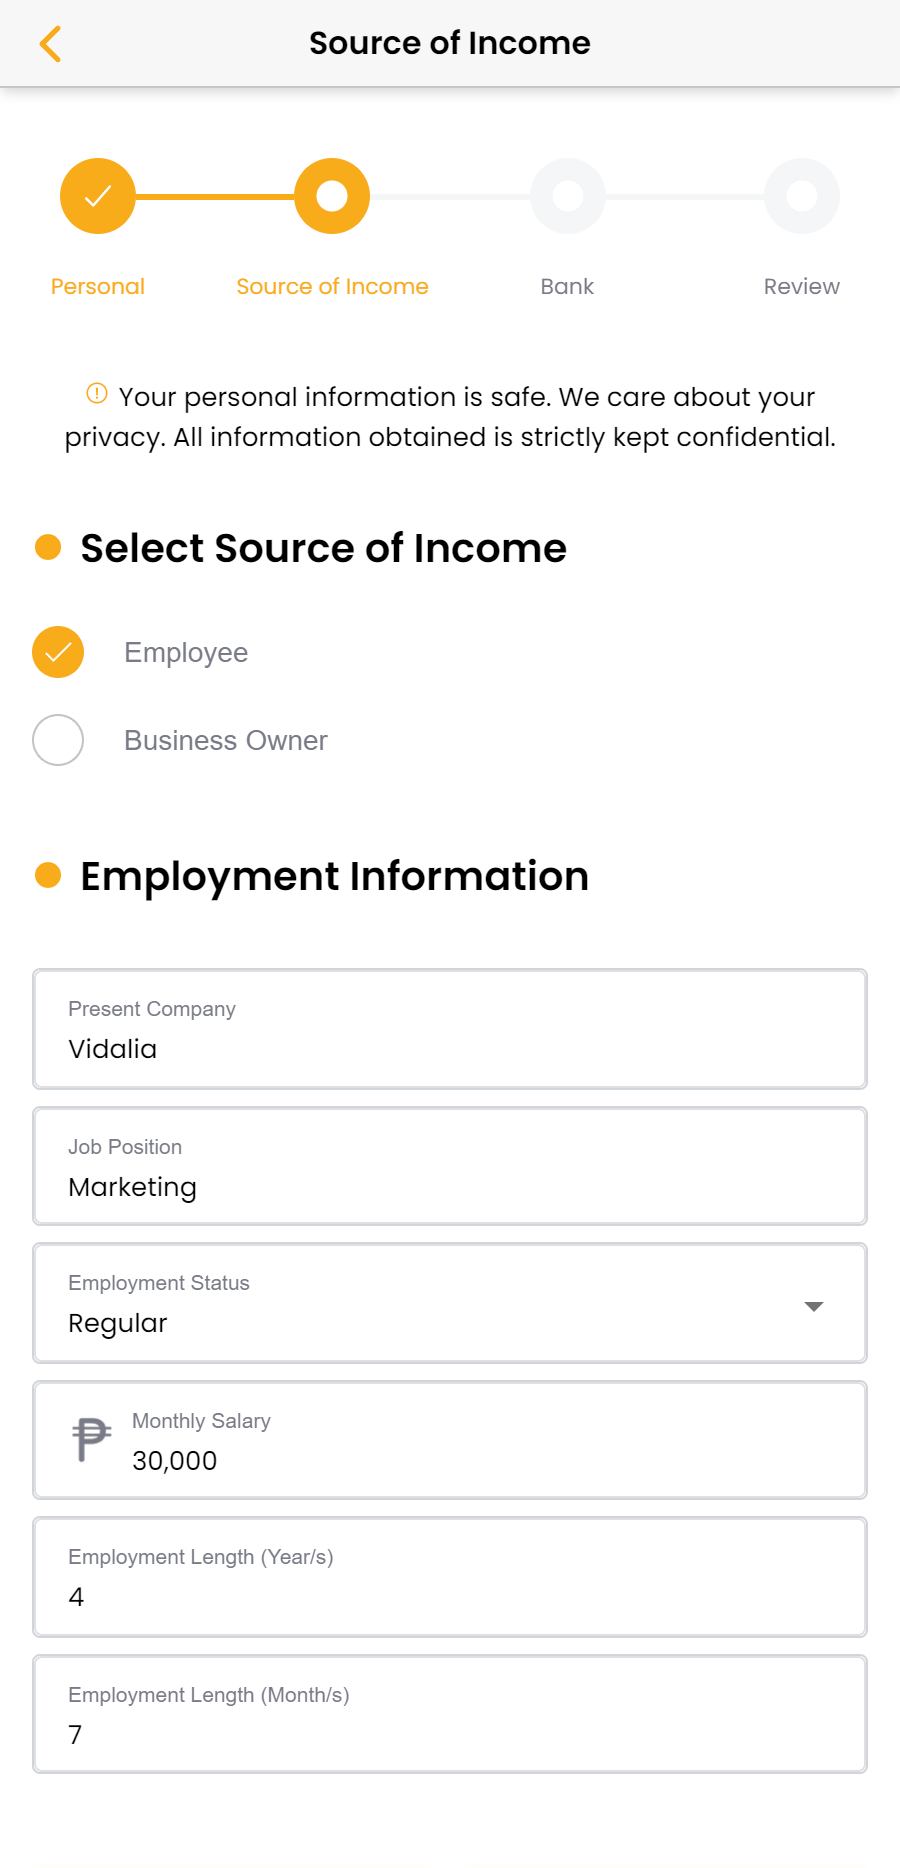 Source of Income
Personal
Source of Income
Bank
Review
Your personal information is safe. We care about your
privacy. All information obtained is strictly kept confidential.
Select Source of Income
Employee
Business Owner
Employment Information
Present Company
Vidalia
Job Position
Marketing
Employment Status
Regular
Monthly Salary
₱ 30,000
Employment Length (Year/s)
4
Employment Length (Month/s)
7